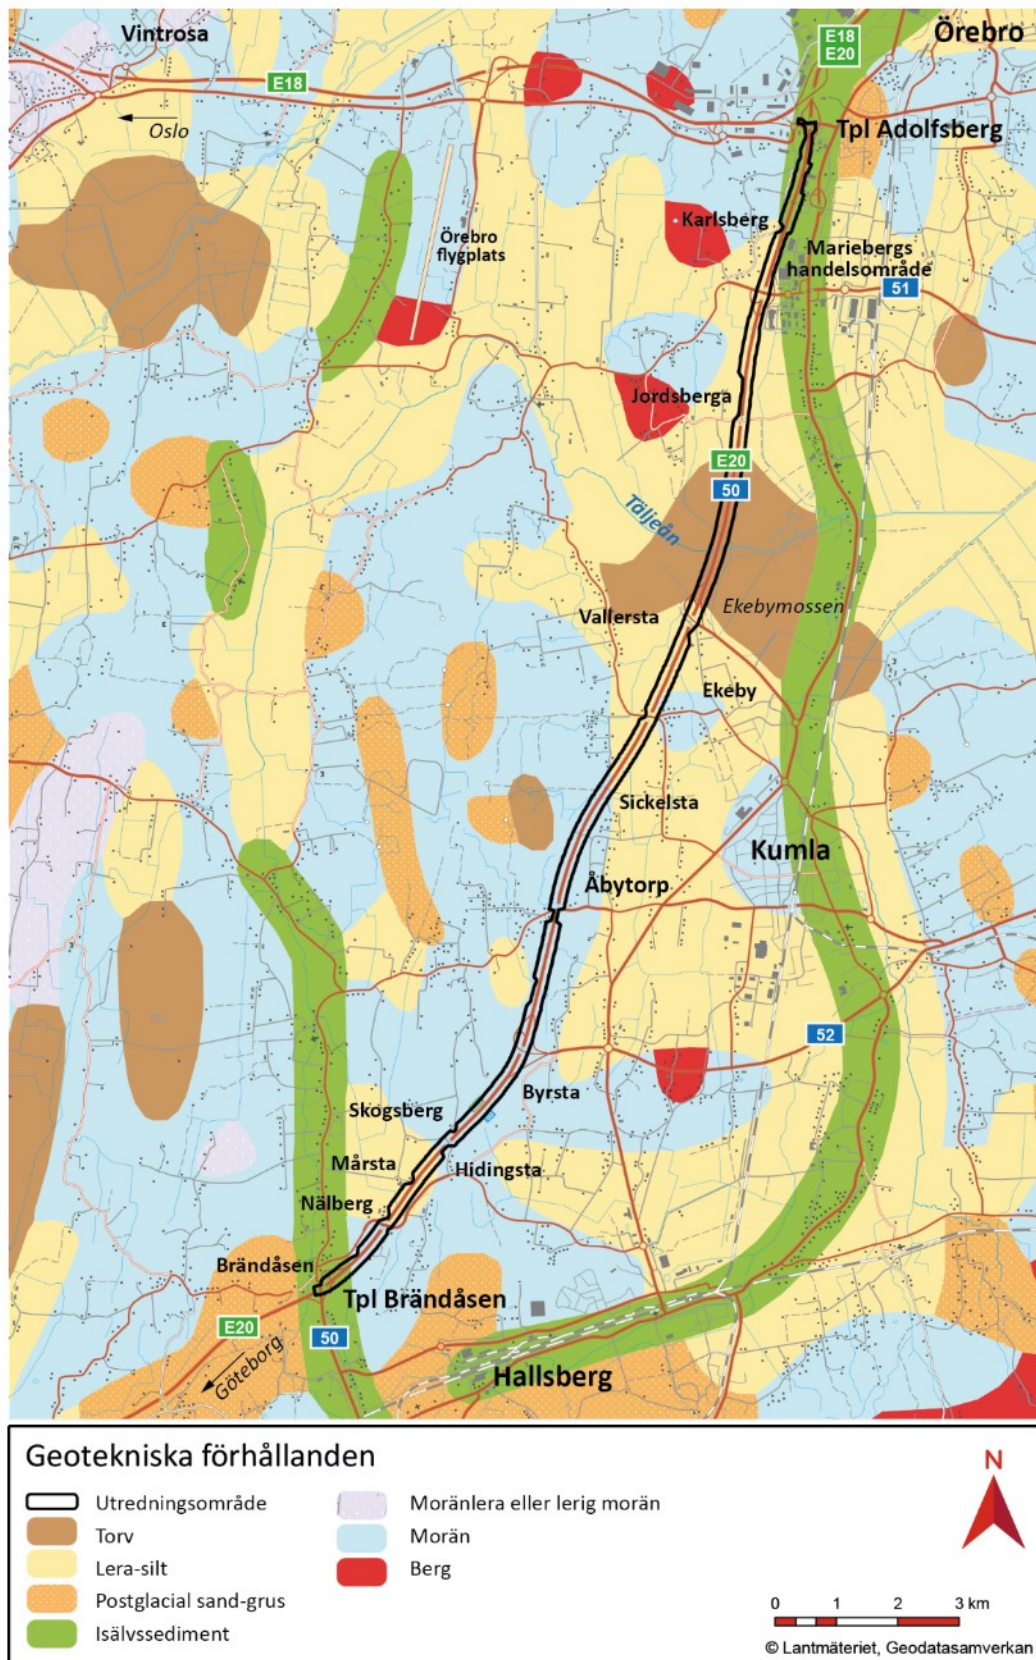 Vintrosa
E18
E20
Örebro
E18
Oslo
Tpl Adolfsberg
Karlsberg
Örebro
flygplats
Mariebergs
handelsområde
51
Jordsberga
E20
50
Täljeån
Ekebymossen
Vallersta
Ekeby
Sickelsta
Kumla
Åbytorp
52
Byrsta
Skogsberg
Mårsta
Hidingsta
Nälberg
Brändåsen
Tpl Brändåsen
E20
50
Göteborg
Hallsberg
Geotekniska förhållanden
Utredningsområde
Torv
Lera-silt
Postglacial sand-grus
Isälvssediment
Moränlera eller lerig morän
Morän
Berg
N
0 1 2 3 km
© Lantmäteriet, Geodatasamverkan